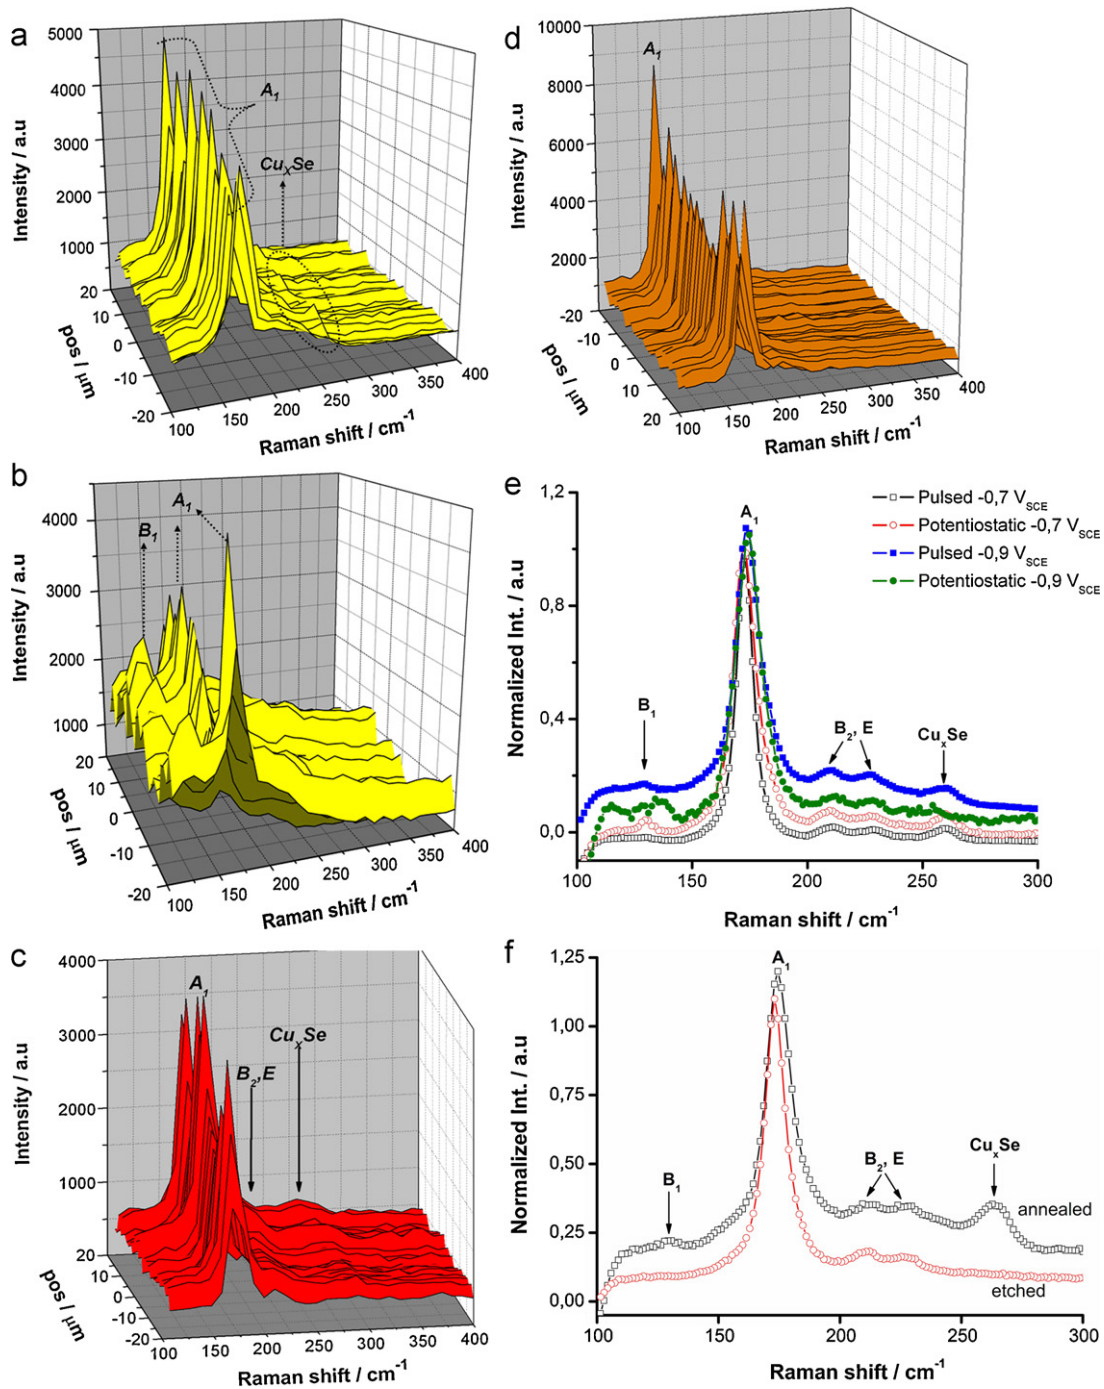 a
5000
4000
3000
2000
1000
Intensity / a.u
A1
CuXSe
20
10
0
-10
-20
pos / μm
100 150 200 250 300 350 400
Raman shift / cm-1
d
10000
8000
6000
4000
2000
Intensity / a.u
A1
-20
-10
0
10
20
pos / μm
100 150 200 250 300 350 400
Raman shift / cm-1
b
4000
3000
2000
1000
Intensity / a.u
B1
A1
20
10
0
-10
-20
pos / μm
100 150 200 250 300 350 400
Raman shift / cm-1
e
1,2
0,8
0,4
0,0
Normalized Int. / a.u
Pulsed -0,7 VSCE
Potentiostatic -0,7 VSCE
Pulsed -0,9 VSCE
Potentiostatic -0,9 VSCE
A1
B1
B2, E
CuxSe
100 150 200 250 300
Raman shift / cm-1
c
4000
3000
2000
1000
Intensity / a.u
A1
B2,E
CuxSe
20
10
0
-10
-20
pos / μm
100 150 200 250 300 350 400
Raman shift / cm-1
f
1,25
1,00
0,75
0,50
0,25
0,00
Normalized Int. / a.u
A1
B1
B2, E
CuxSe
annealed
etched
100 150 200 250 300
Raman shift / cm-1